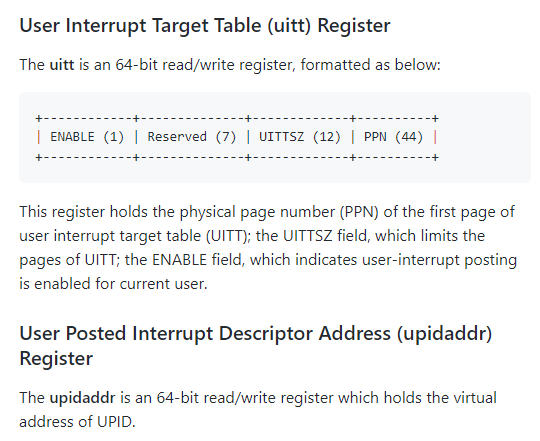 User Interrupt Target Table (uitt) Register
The uitt is an 64-bit read/write register, formatted as below:
+------------+--------------+-------------+----------+
| ENABLE (1) | Reserved (7) | UITTSZ (12) | PPN (44) |
+------------+--------------+-------------+----------+
This register holds the physical page number (PPN) of the first page of
user interrupt target table (UITT); the UITTSZ field, which limits the
pages of UITT; the ENABLE field, which indicates user-interrupt posting
is enabled for current user.
User Posted Interrupt Descriptor Address (upidaddr)
Register
The upidaddr is an 64-bit read/write register which holds the virtual
address of UPID.